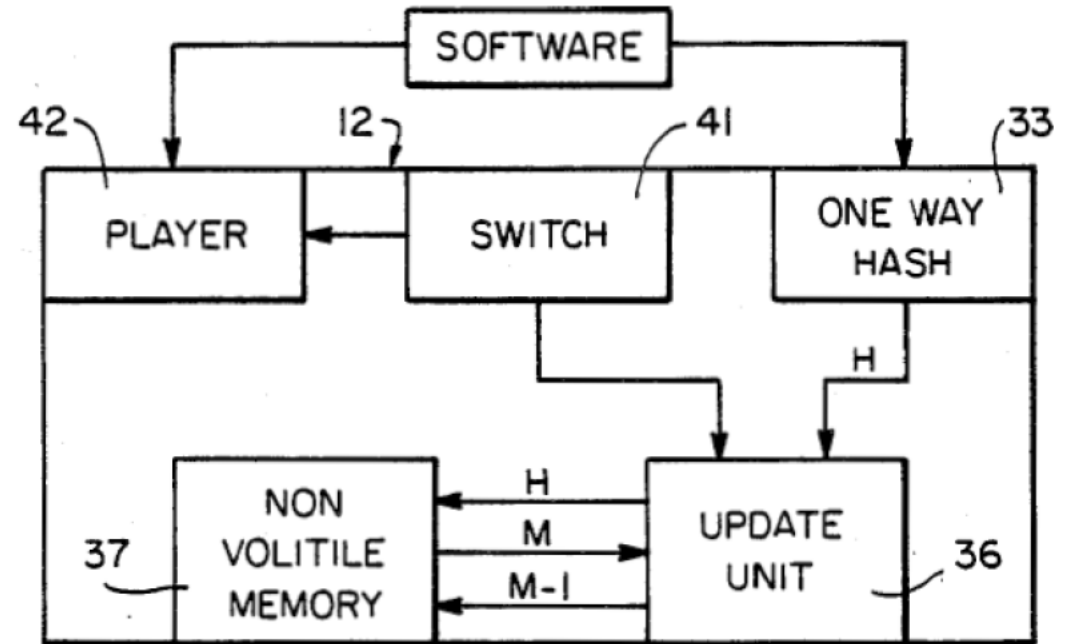 SOFTWARE
42
12
41
33
PLAYER
SWITCH
ONE WAY
HASH
H
NON
VOLITILE
MEMORY
37
H
M
M-1
UPDATE
UNIT
36